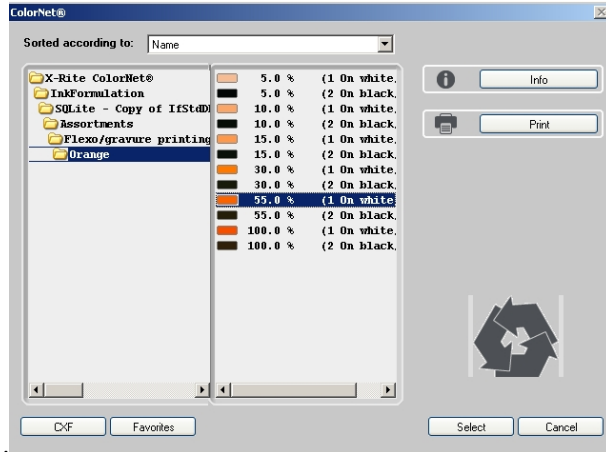 ColorNet®
Sorted according to: Name
X-Rite ColorNet®
InkFormulation
SQLite - Copy of IfStdD
Assortments
Flexo/gravure printing
Orange
5.0 % (1 On white,
5.0 % (2 On black,
10.0 % (1 On white,
10.0 % (2 On black,
15.0 % (1 On white,
15.0 % (2 On black,
30.0 % (1 On white,
30.0 % (2 On black,
55.0 % (1 On white
55.0 % (2 On black,
100.0 % (1 On white,
100.0 % (2 On black,
Info
Print
CXF Favorites Select Cancel